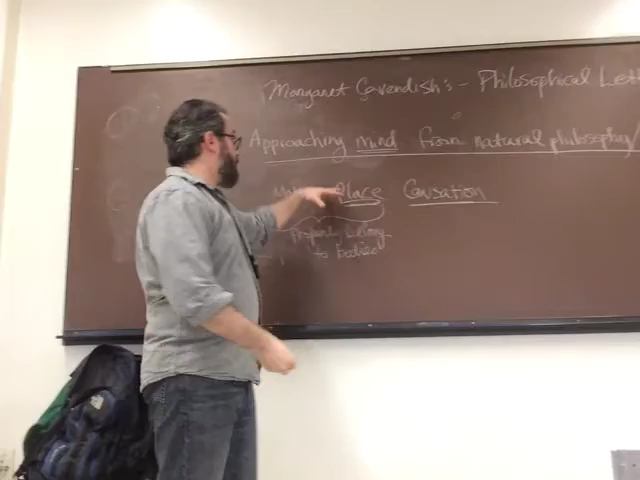 Margaret Cavendish's - Philosophical Lett
Approaching mind from natural philosophy/
Place Causation
Properly belong
to bodies